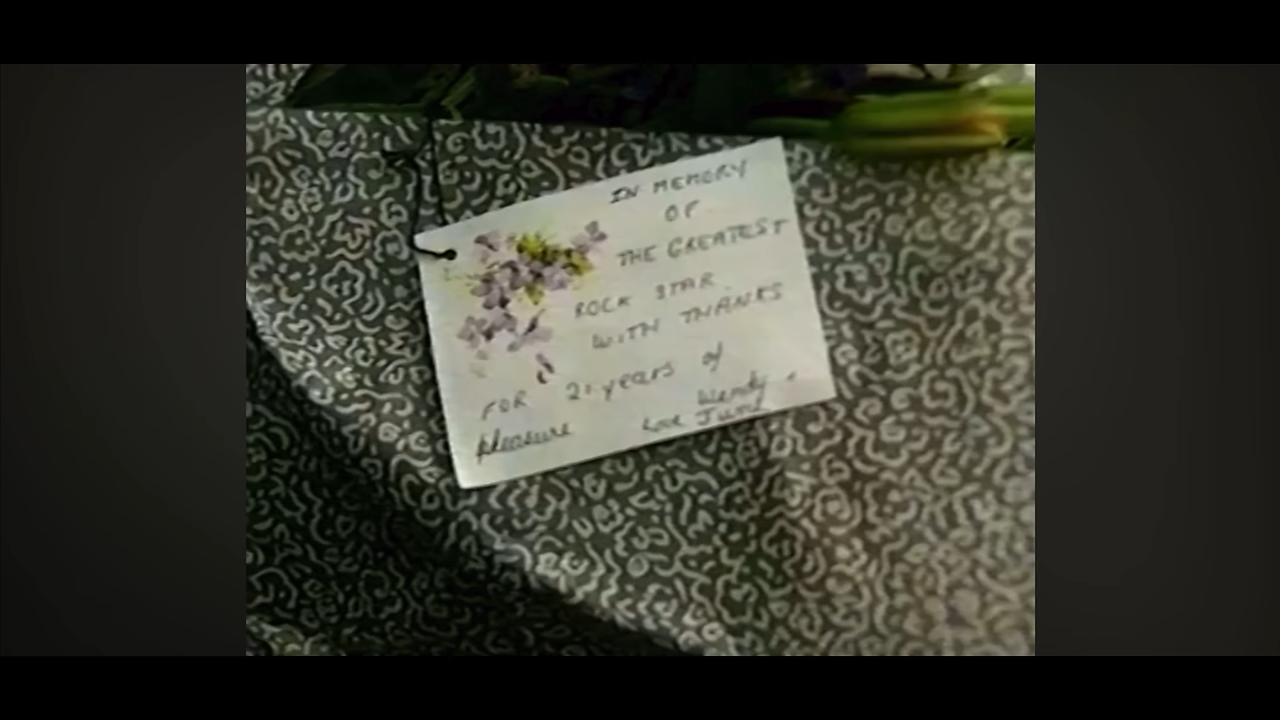 IN MEMORY
OF
THE GREATEST
ROCK STAR
WITH THANKS
FOR 21 years of
pleasure
Wendy +
Love June